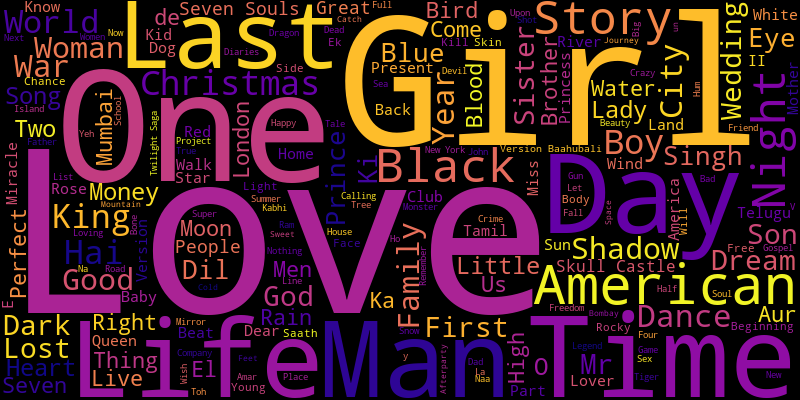 Know
World
de
Kid
Dog
Next
Women
Now
Woman
War
Chance
Island
Song
School
Two
Mumbai
Yeh
Father
Miracle
List
Rose
Money
Mountain
King
Loving
Perfect
Hai
Na
Road
Version
Bone
Good
Baby
E
Dark
Lost
Right
Queen
Heart
Thing
Seven
Live
Last
Seven Souls
Diaries
Christmas
Twilight Saga
Project
True
Red
Walk
Star
London
One
Love
Great
Catch
Dragon
Dead
Ek
Side
Present
Happy
Tale
Home
Light
Summer
Kabhi
Super
Moon
People
Dil
Ram
Sweet
Nothing
Line
Men
God
Cold
Mirror
Rain
Beat
Dear
Saath
Company
Feet
El
Wish
Toh
Amar
Young
Place
Life
Man
Prince
Ki
Calling
Tree
House
Face
Monster
Club
Ho
Ka
Family
Remember
Snow
First
y
Afterparty
Dad
La
Naa
Bird
Full
Blue
Come
Kill
Skin
Shot
Upon
Devil
Back
Year
Blood
Sea
New York
John
Black
Girl
Story
Big
Journey
un
Eye
White
II
Wedding
Sister
Brother
Princess
River
Crazy
Water
Lady
Beauty
Land
City
Hum
Mother
Friend
Version Baahubali
Boy
Wind
Singh
Miss
Night
Day
Gun
Let
Body
Fall
Space
America
Will
Bad
Telugu
V
Crime
Tamil
Sun
Shadow
Free
Gospel
Son
Little
Us
Skull Castle
Dream
American
Half
Soul
Aur
Freedom
Bombay
Rocky
Dance
Beginning
High
O
Legend
Four
Game
Sex
Mr
Lover
Tiger
New
Part
Time